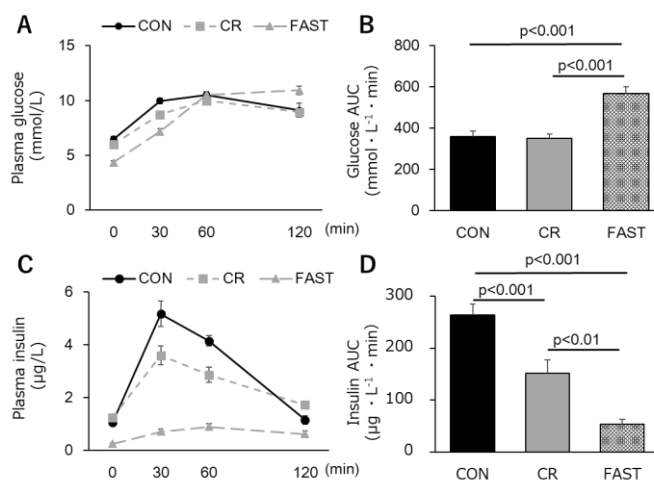 A
CON CR FAST
Plasma glucose
(mmol/L)
15
10
5
0
0 30 60 120 (min)
B
p<0.001
p<0.001
Glucose AUC
(mmol・L-1・min)
800
600
400
200
0
CON CR FAST
C
CON CR FAST
Plasma insulin
(µg/L)
6
4
2
0
0 30 60 120 (min)
D
p<0.001
p<0.001
p<0.01
Insulin AUC
(µg・L-1・min)
300
200
100
0
CON CR FAST